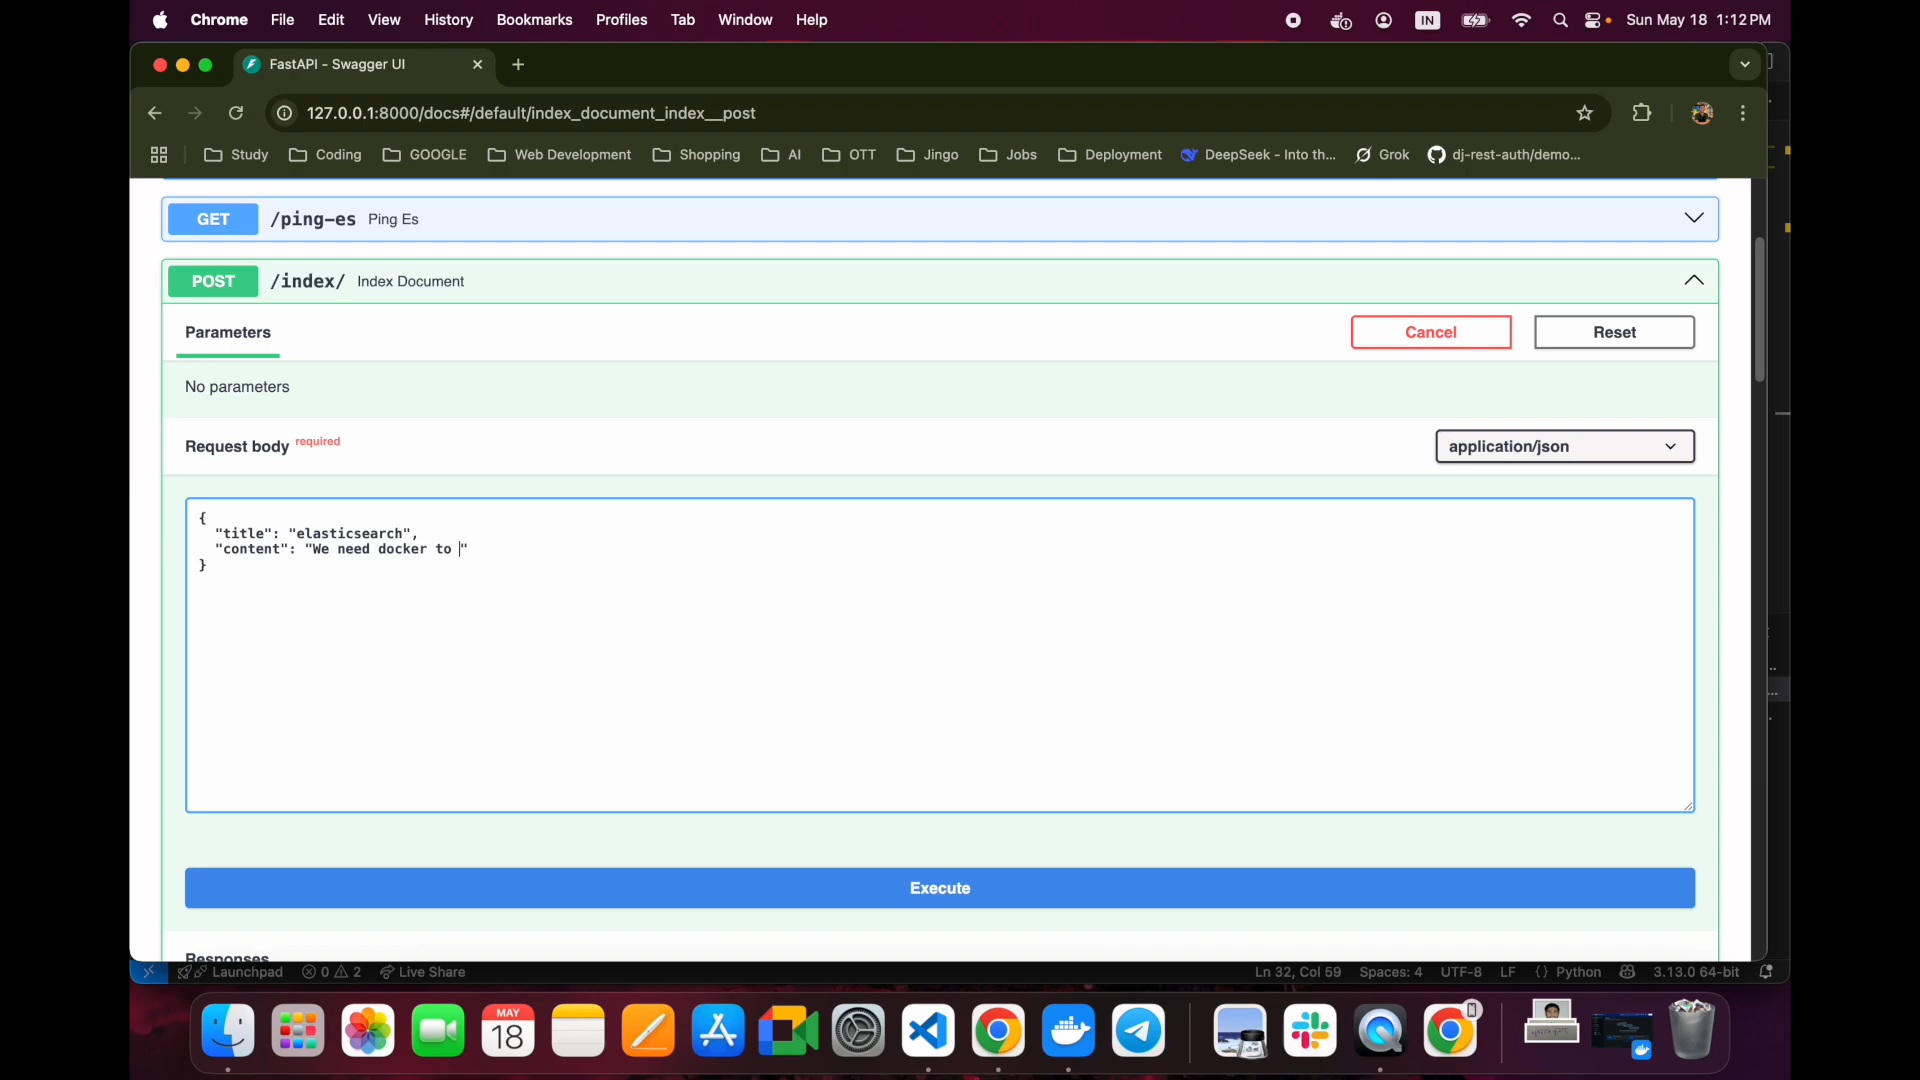 Chrome File Edit View History Bookmarks Profiles Tab Window Help IN Sun May 18 1:12 PM
FastAPI - Swagger UI
127.0.0.1:8000/docs#/default/index_document_index__post
Study Coding GOOGLE Web Development Shopping AI OTT Jingo Jobs Deployment DeepSeek - Into th... Grok dj-rest-auth/demo...
GET /ping-es Ping Es
POST /index/ Index Document
Parameters Cancel Reset
No parameters
Request body required application/json
{
"title": "elasticsearch",
"content": "We need docker to "
}
Execute
Responses
Launchpad 0 2 Live Share Ln 32, Col 59 Spaces: 4 UTF-8 LF {} Python 3.13.0 64-bit
MAY
18